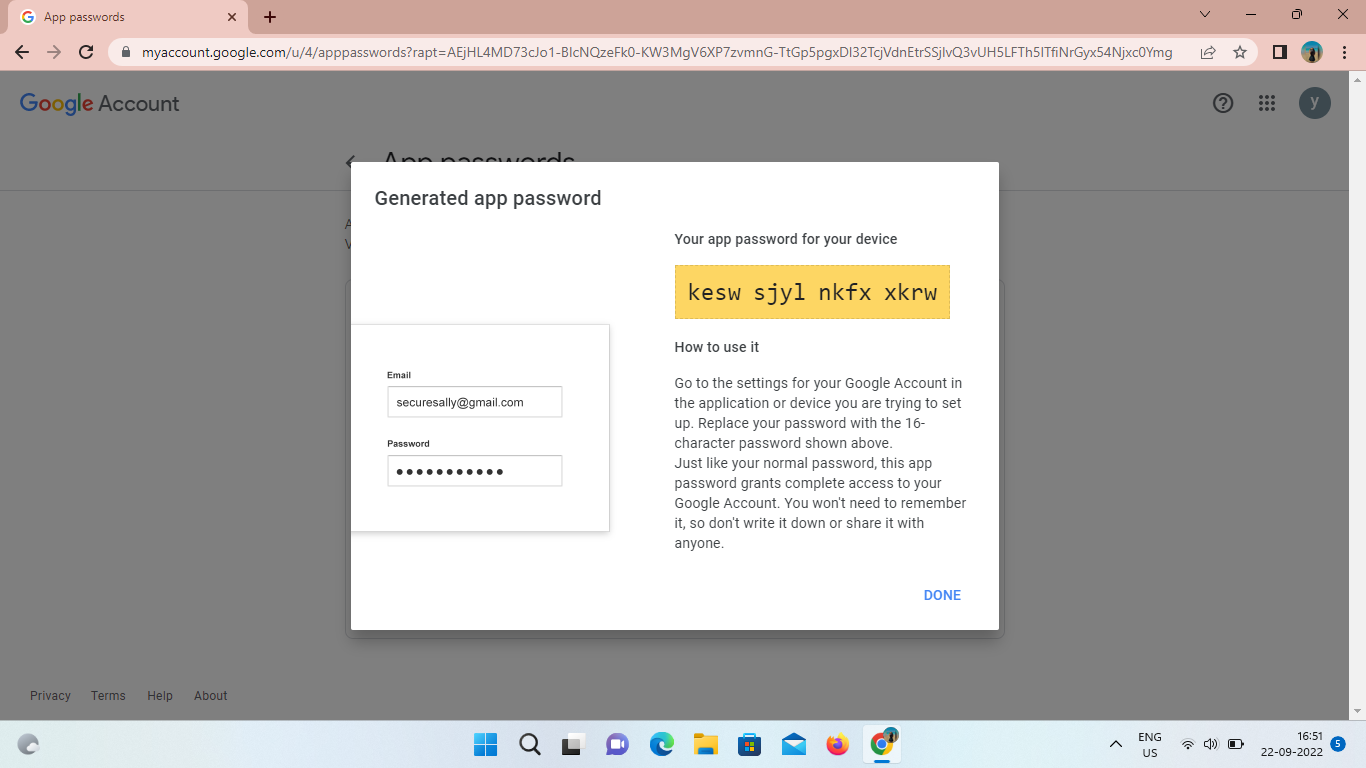 App passwords
myaccount.google.com/u/4/apppasswords?rapt=AEjHL4MD73cJo1-BIcNQzeFk0-KW3MgV6XP7zvmnG-TtGp5pgxDI32TcjVdnEtrSSjIvQ3vUH5LFTh5ITfiNrGyx54Njxc0Ymg
Google Account
y
App passwords
Generated app password
Your app password for your device
kesw sjyl nkfx xkrw
Email
securesally@gmail.com
Password
How to use it
Go to the settings for your Google Account in
the application or device you are trying to set
up. Replace your password with the 16-
character password shown above.
Just like your normal password, this app
password grants complete access to your
Google Account. You won't need to remember
it, so don't write it down or share it with
anyone.
DONE
Privacy Terms Help About
ENG
US
16:51
22-09-2022
5